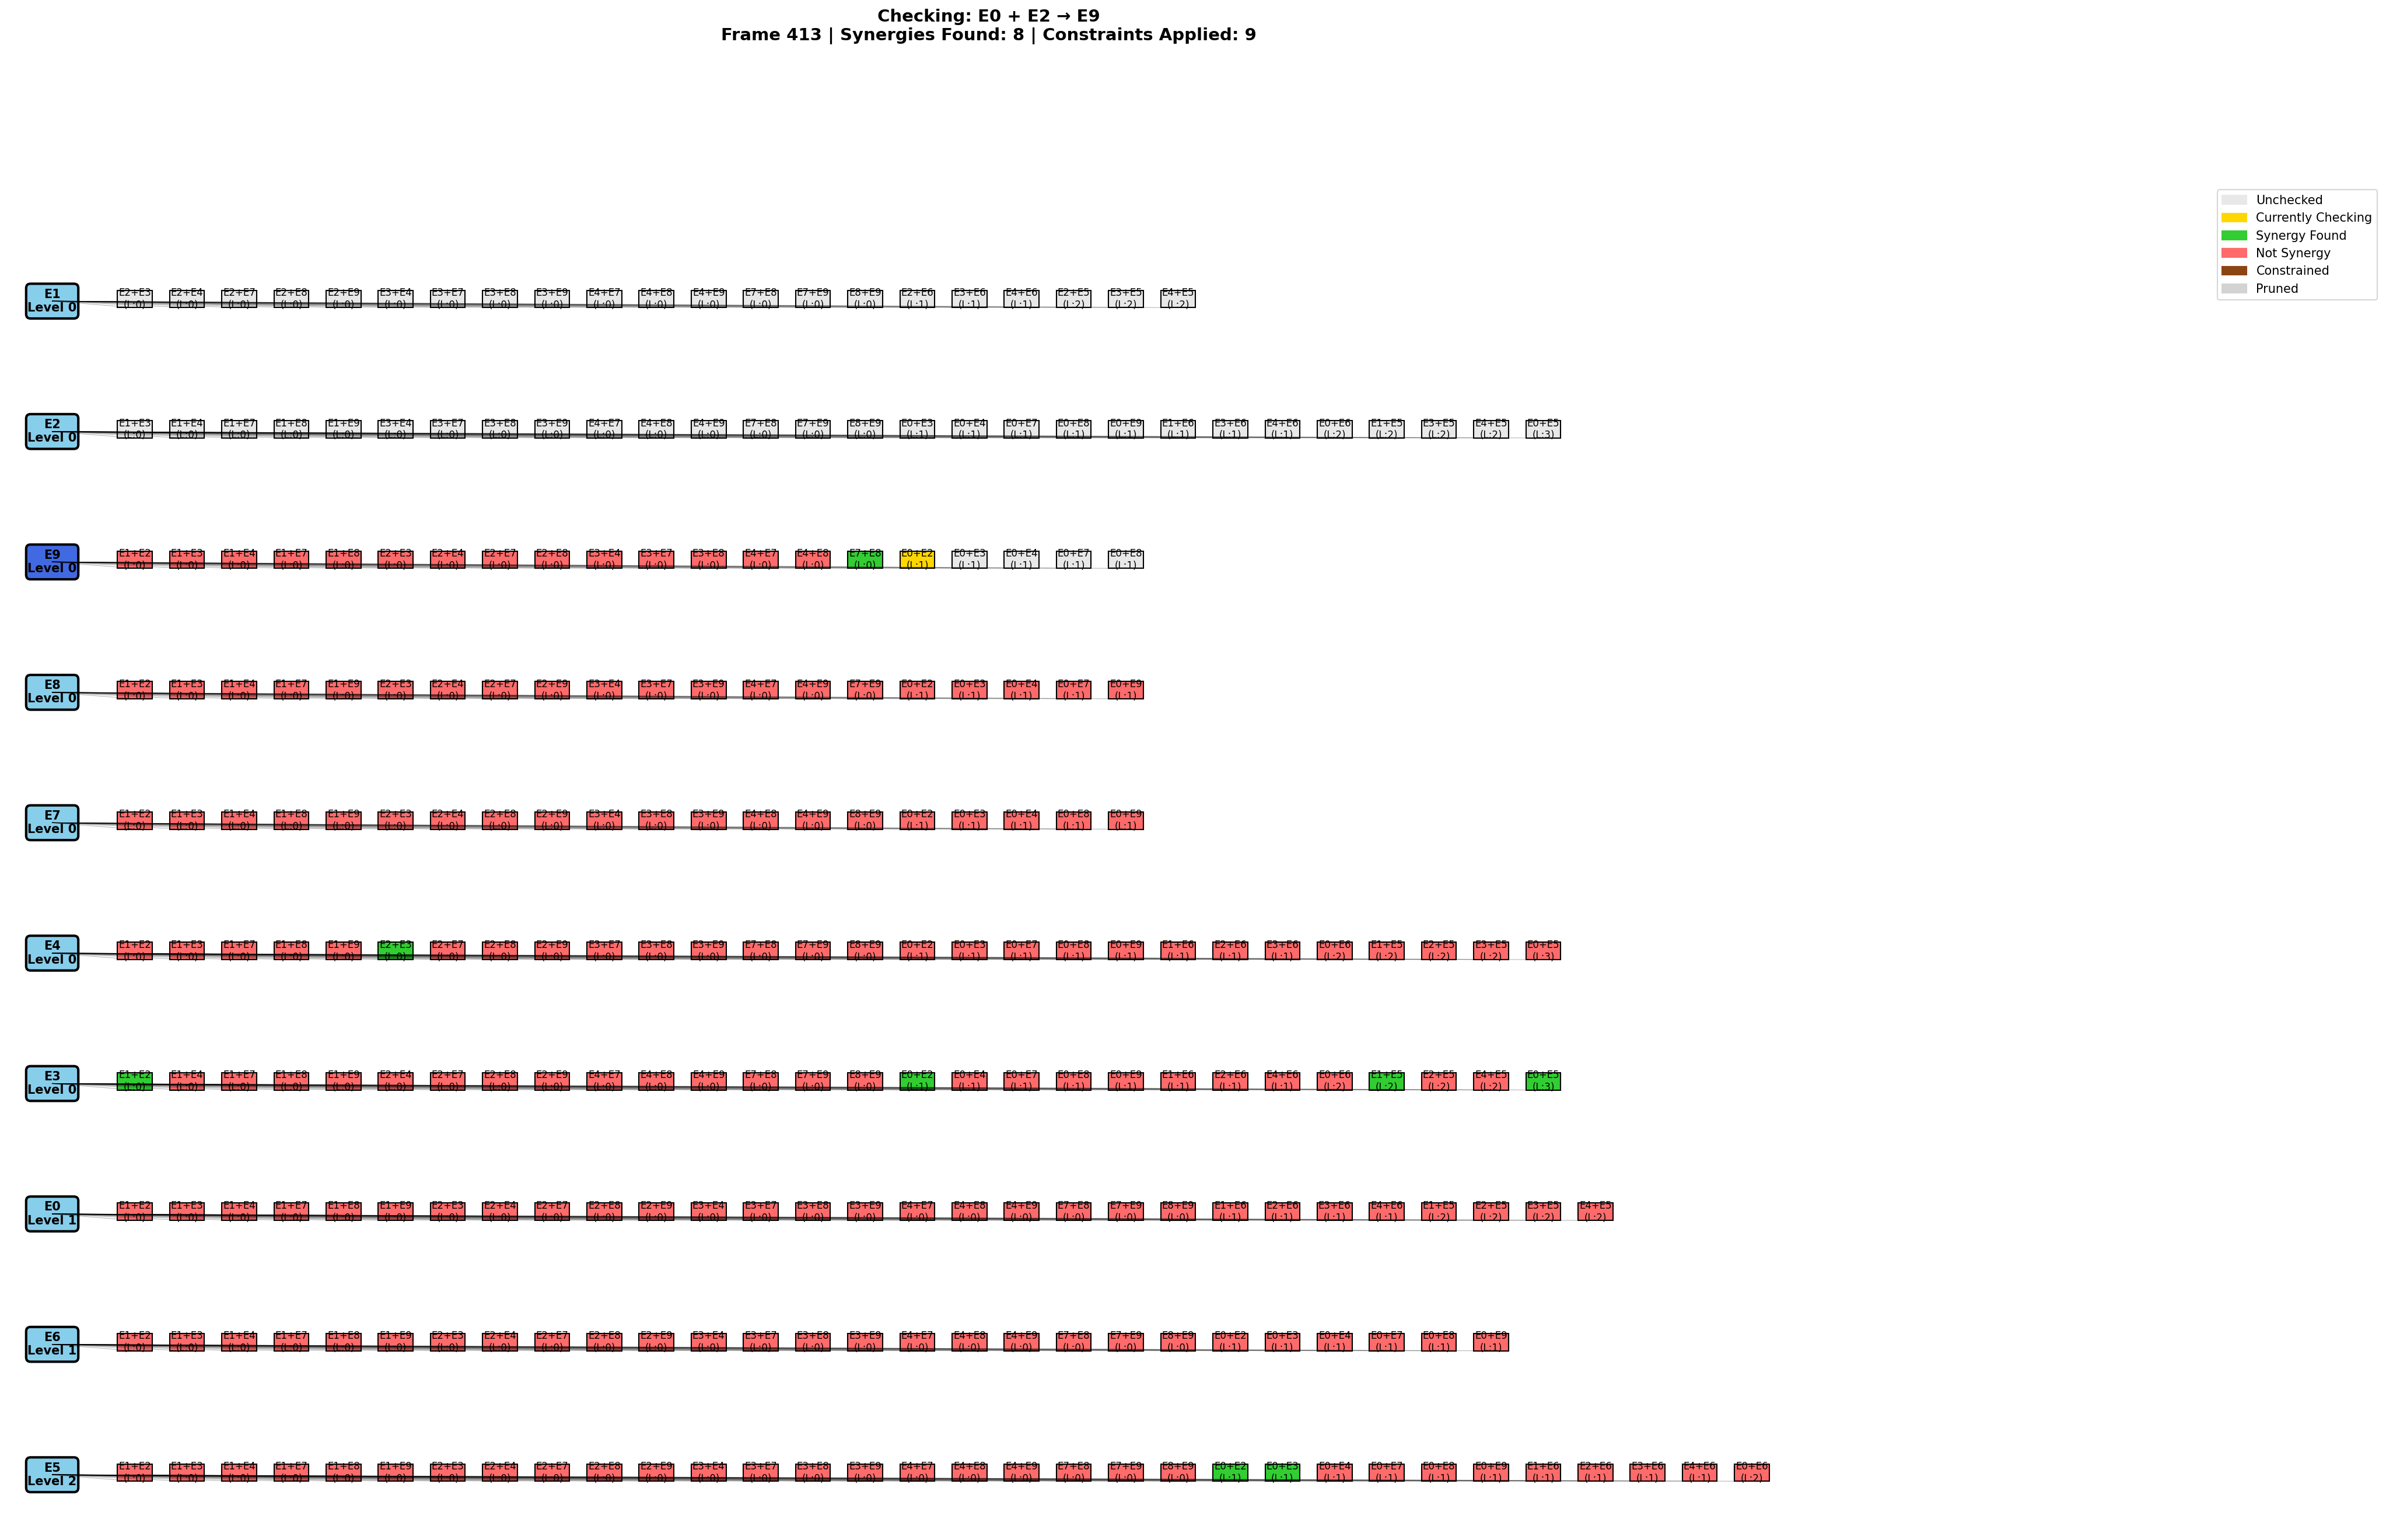 Checking: E0 + E2 → E9
Frame 413 | Synergies Found: 8 | Constraints Applied: 9
Unchecked
Currently Checking
Synergy Found
Not Synergy
Constrained
Pruned
E1 E2+E3 E2+E4 E2+E7 E2+E8 E2+E9 E3+E4 E3+E7 E3+E8 E3+E9 E4+E7 E4+E8 E4+E9 E7+E8 E7+E9 E8+E9 E2+E6 E3+E6 E4+E6 E2+E5 E3+E5 E4+E5
Level 0 (L:0) (L:0) (L:0) (L:0) (L:0) (L:0) (L:0) (L:0) (L:0) (L:0) (L:0) (L:0) (L:0) (L:0) (L:0) (L:1) (L:1) (L:1) (L:2) (L:2) (L:2)
E2 E1+E3 E1+E4 E1+E7 E1+E8 E1+E9 E3+E4 E3+E7 E3+E8 E3+E9 E4+E7 E4+E8 E4+E9 E7+E8 E7+E9 E8+E9 E0+E3 E0+E4 E0+E7 E0+E8 E0+E9 E1+E6 E3+E6 E4+E6 E0+E6 E1+E5 E3+E5 E4+E5 E0+E5
Level 0 (L:0) (L:0) (L:0) (L:0) (L:0) (L:0) (L:0) (L:0) (L:0) (L:0) (L:0) (L:0) (L:0) (L:0) (L:0) (L:1) (L:1) (L:1) (L:1) (L:1) (L:1) (L:1) (L:1) (L:2) (L:2) (L:2) (L:2) (L:3)
E9 E1+E2 E1+E3 E1+E4 E1+E7 E1+E8 E2+E3 E2+E4 E2+E7 E2+E8 E3+E4 E3+E7 E3+E8 E4+E7 E4+E8 E7+E8 E0+E2 E0+E3 E0+E4 E0+E7 E0+E8
Level 0 (L:0) (L:0) (L:0) (L:0) (L:0) (L:0) (L:0) (L:0) (L:0) (L:0) (L:0) (L:0) (L:0) (L:0) (L:0) (L:1) (L:1) (L:1) (L:1) (L:1)
E8 E1+E2 E1+E3 E1+E4 E1+E7 E1+E9 E2+E3 E2+E4 E2+E7 E2+E9 E3+E4 E3+E7 E3+E9 E4+E7 E4+E9 E7+E9 E0+E2 E0+E3 E0+E4 E0+E7 E0+E9
Level 0 (L:0) (L:0) (L:0) (L:0) (L:0) (L:0) (L:0) (L:0) (L:0) (L:0) (L:0) (L:0) (L:0) (L:0) (L:0) (L:1) (L:1) (L:1) (L:1) (L:1)
E7 E1+E2 E1+E3 E1+E4 E1+E8 E1+E9 E2+E3 E2+E4 E2+E8 E2+E9 E3+E4 E3+E8 E3+E9 E4+E8 E4+E9 E8+E9 E0+E2 E0+E3 E0+E4 E0+E8 E0+E9
Level 0 (L:0) (L:0) (L:0) (L:0) (L:0) (L:0) (L:0) (L:0) (L:0) (L:0) (L:0) (L:0) (L:0) (L:0) (L:0) (L:1) (L:1) (L:1) (L:1) (L:1)
E4 E1+E2 E1+E3 E1+E7 E1+E8 E1+E9 E2+E3 E2+E7 E2+E8 E2+E9 E3+E7 E3+E8 E3+E9 E7+E8 E7+E9 E8+E9 E0+E2 E0+E3 E0+E7 E0+E8 E0+E9 E1+E6 E2+E6 E3+E6 E0+E6 E1+E5 E2+E5 E3+E5 E0+E5
Level 0 (L:0) (L:0) (L:0) (L:0) (L:0) (L:0) (L:0) (L:0) (L:0) (L:0) (L:0) (L:0) (L:0) (L:0) (L:0) (L:1) (L:1) (L:1) (L:1) (L:1) (L:1) (L:1) (L:1) (L:2) (L:2) (L:2) (L:2) (L:3)
E3 E1+E2 E1+E4 E1+E7 E1+E8 E1+E9 E2+E4 E2+E7 E2+E8 E2+E9 E4+E7 E4+E8 E4+E9 E7+E8 E7+E9 E8+E9 E0+E2 E0+E4 E0+E7 E0+E8 E0+E9 E1+E6 E2+E6 E4+E6 E0+E6 E1+E5 E2+E5 E4+E5 E0+E5
Level 0 (L:0) (L:0) (L:0) (L:0) (L:0) (L:0) (L:0) (L:0) (L:0) (L:0) (L:0) (L:0) (L:0) (L:0) (L:0) (L:1) (L:1) (L:1) (L:1) (L:1) (L:1) (L:1) (L:1) (L:2) (L:2) (L:2) (L:2) (L:3)
E0 E1+E2 E1+E3 E1+E4 E1+E7 E1+E8 E1+E9 E2+E3 E2+E4 E2+E7 E2+E8 E2+E9 E3+E4 E3+E7 E3+E8 E3+E9 E4+E7 E4+E8 E4+E9 E7+E8 E7+E9 E8+E9 E1+E6 E2+E6 E3+E6 E4+E6 E1+E5 E2+E5 E3+E5 E4+E5
Level 1 (L:0) (L:0) (L:0) (L:0) (L:0) (L:0) (L:0) (L:0) (L:0) (L:0) (L:0) (L:0) (L:0) (L:0) (L:0) (L:0) (L:0) (L:0) (L:0) (L:0) (L:0) (L:1) (L:1) (L:1) (L:1) (L:2) (L:2) (L:2) (L:2)
E6 E1+E2 E1+E3 E1+E4 E1+E7 E1+E8 E1+E9 E2+E3 E2+E4 E2+E7 E2+E8 E2+E9 E3+E4 E3+E7 E3+E8 E3+E9 E4+E7 E4+E8 E4+E9 E7+E8 E7+E9 E8+E9 E0+E2 E0+E3 E0+E4 E0+E7 E0+E8 E0+E9
Level 1 (L:0) (L:0) (L:0) (L:0) (L:0) (L:0) (L:0) (L:0) (L:0) (L:0) (L:0) (L:0) (L:0) (L:0) (L:0) (L:0) (L:0) (L:0) (L:0) (L:0) (L:0) (L:1) (L:1) (L:1) (L:1) (L:1) (L:1)
E5 E1+E2 E1+E3 E1+E4 E1+E7 E1+E8 E1+E9 E2+E3 E2+E4 E2+E7 E2+E8 E2+E9 E3+E4 E3+E7 E3+E8 E3+E9 E4+E7 E4+E8 E4+E9 E7+E8 E7+E9 E8+E9 E0+E2 E0+E3 E0+E4 E0+E7 E0+E8 E0+E9 E1+E6 E2+E6 E3+E6 E4+E6 E0+E6
Level 2 (L:0) (L:0) (L:0) (L:0) (L:0) (L:0) (L:0) (L:0) (L:0) (L:0) (L:0) (L:0) (L:0) (L:0) (L:0) (L:0) (L:0) (L:0) (L:0) (L:0) (L:0) (L:1) (L:1) (L:1) (L:1) (L:1) (L:1) (L:1) (L:1) (L:1) (L:1) (L:2)